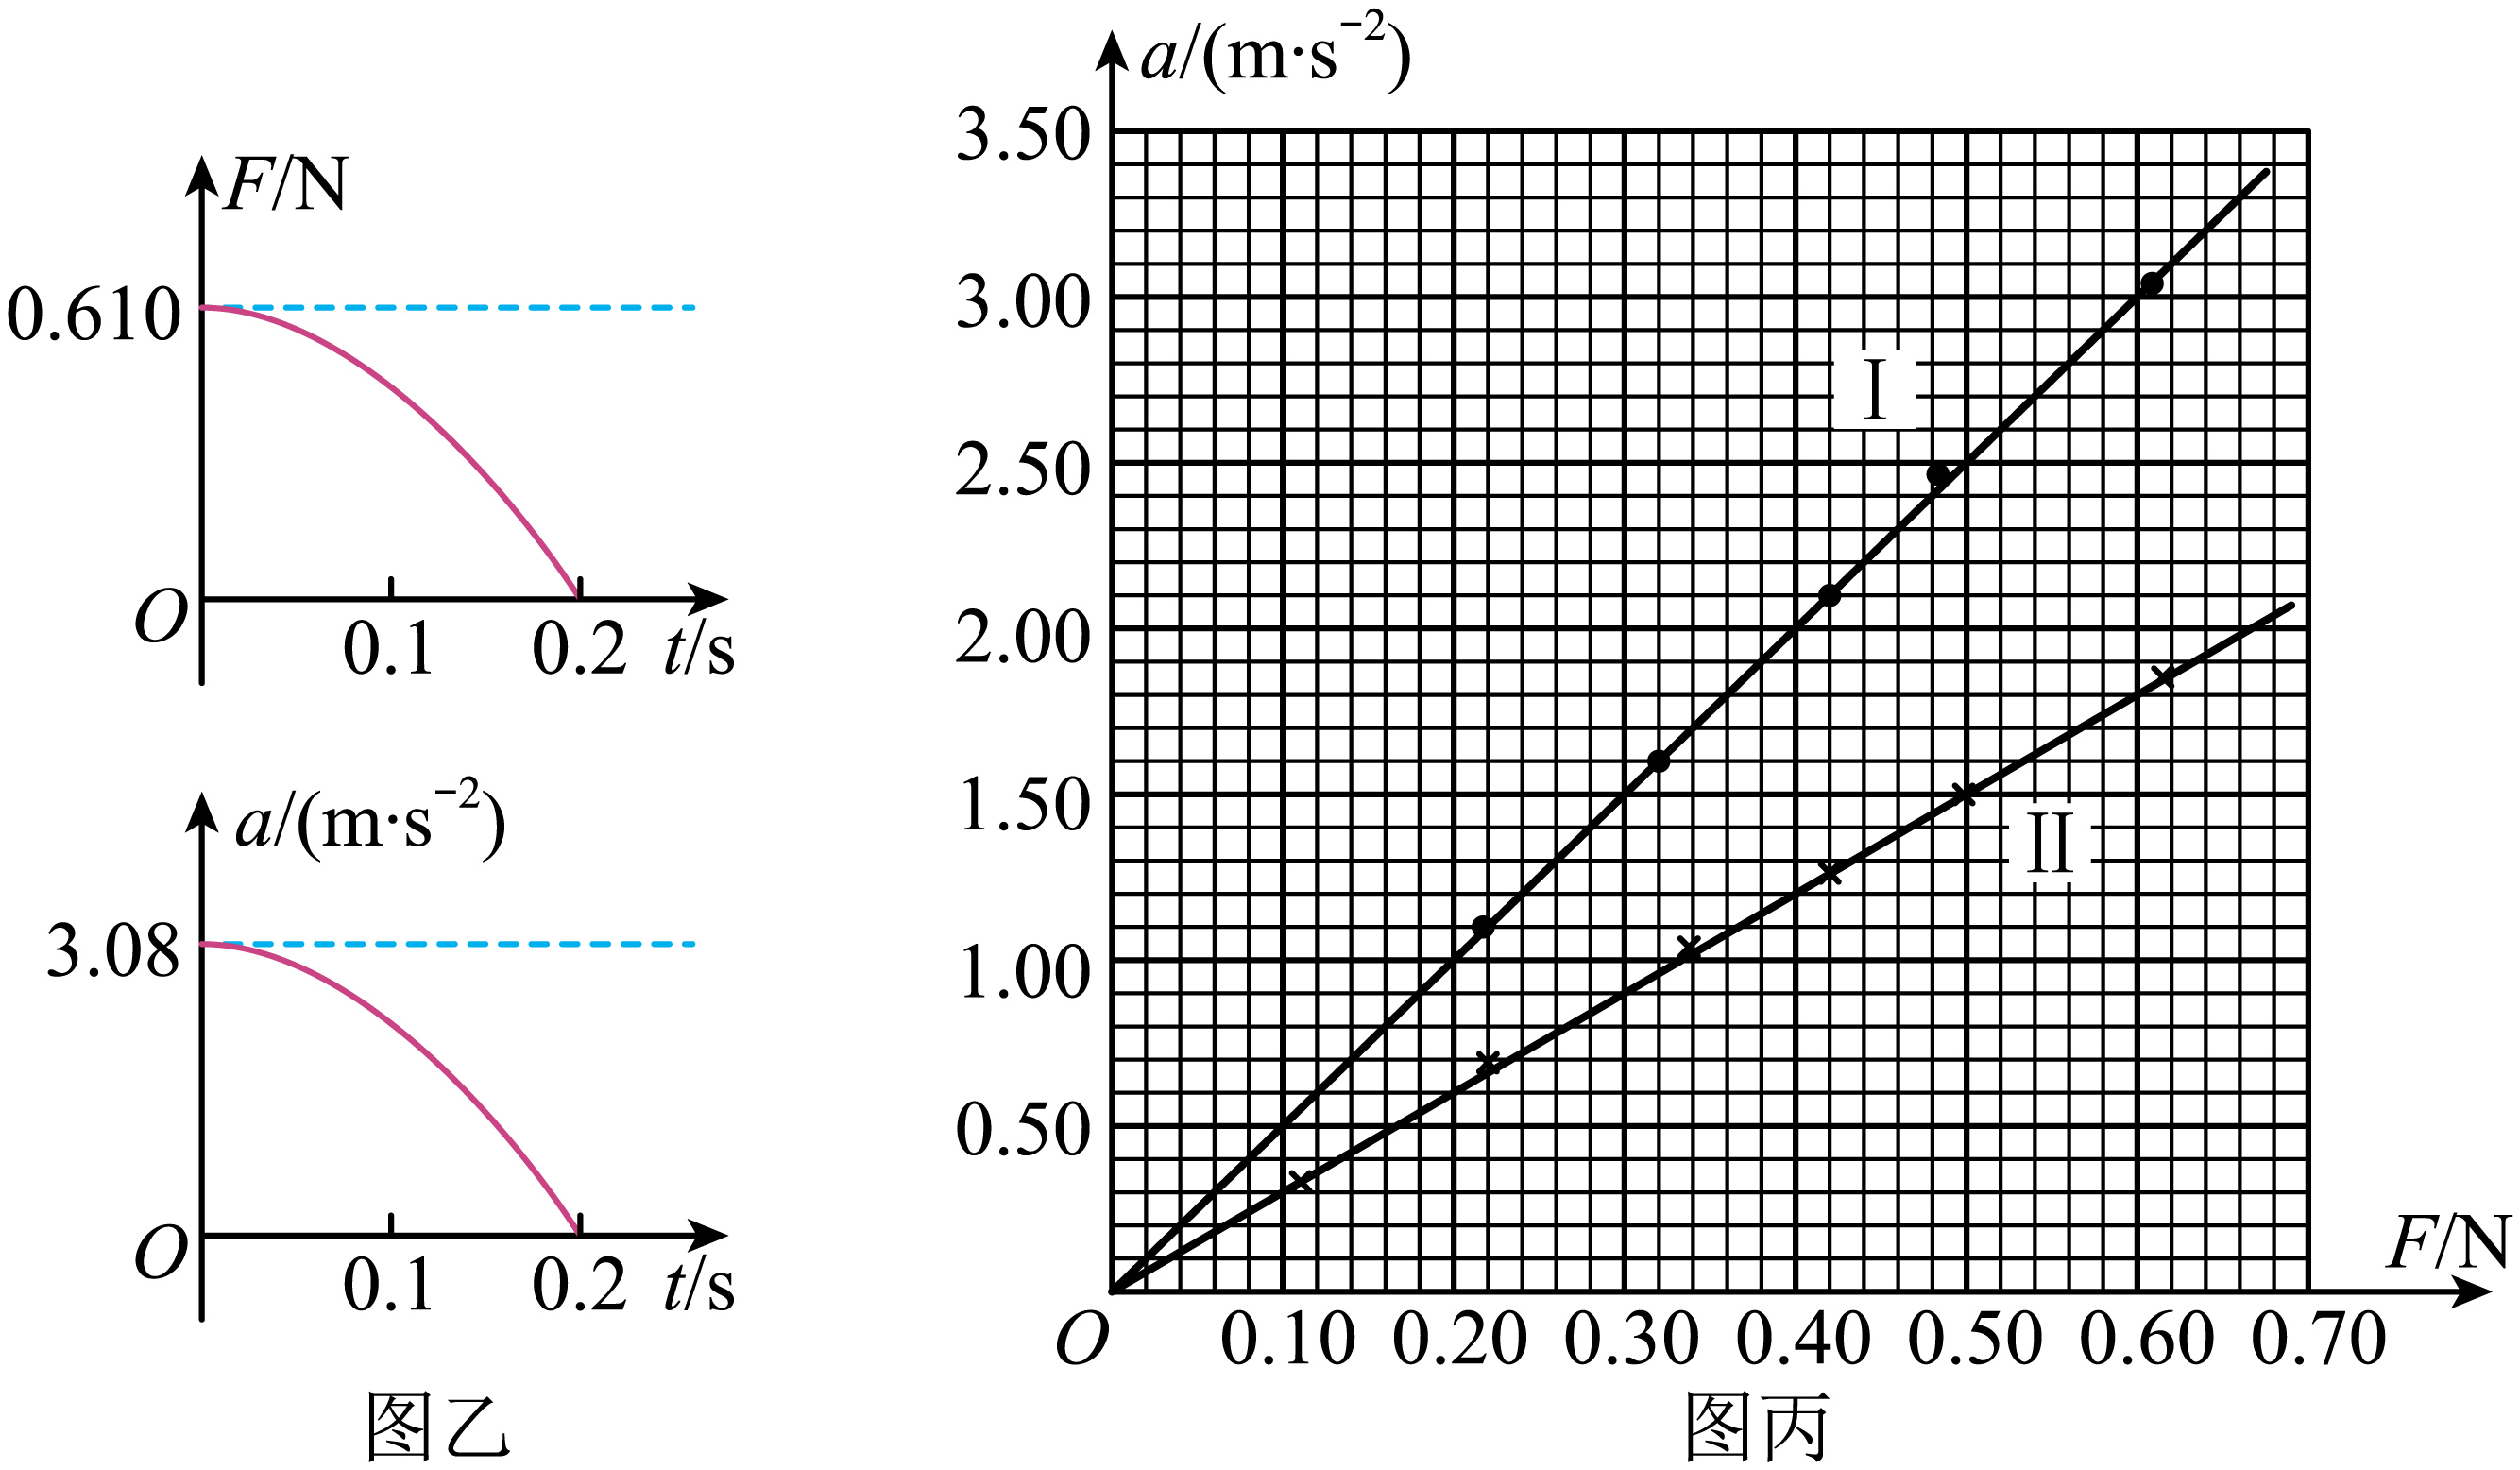 F/N
0.610
O
0.1
0.2
t/s
a/(m·s⁻²)
3.08
O
0.1
0.2
t/s
图乙
a/(m·s⁻²)
3.50
3.00
2.50
2.00
1.50
1.00
0.50
I
II
F/N
O
0.10 0.20 0.30 0.40 0.50 0.60 0.70
图丙